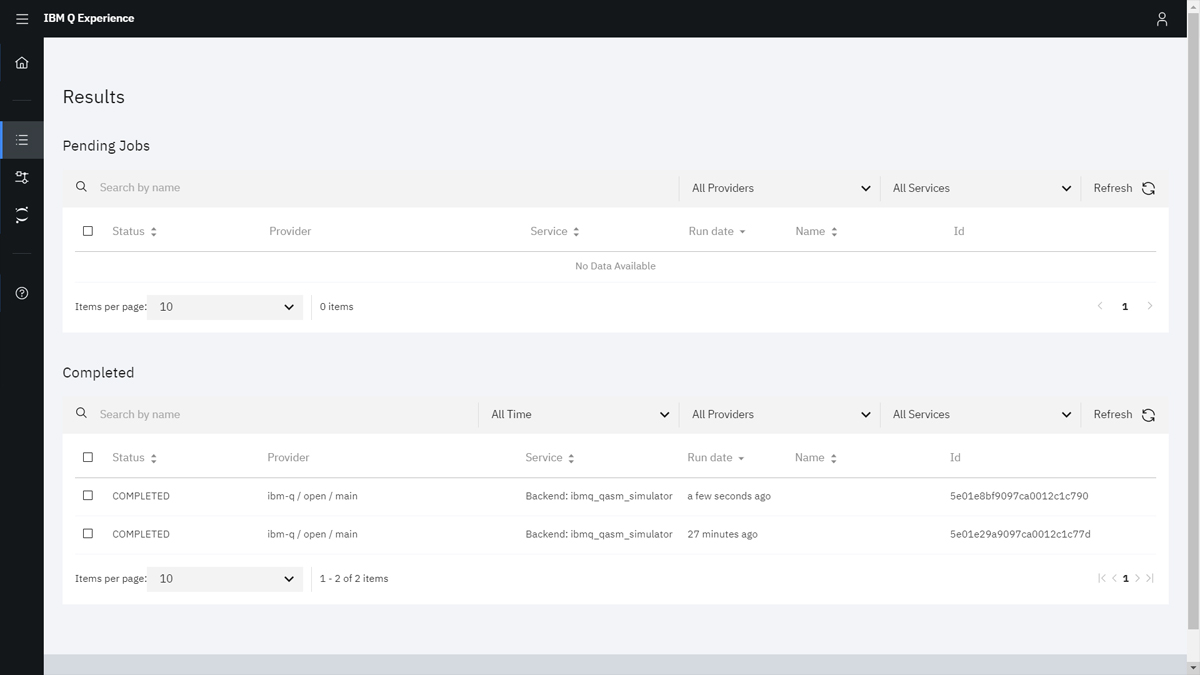 IBM Q Experience
Results
Pending Jobs
Search by name All Providers All Services Refresh
Status Provider Service Run date Name Id
No Data Available
Items per page: 10 0 items 1
Completed
Search by name All Time All Providers All Services Refresh
Status Provider Service Run date Name Id
COMPLETED ibm-q / open / main Backend: ibmq_qasm_simulator a few seconds ago 5e01e8bf9097ca0012c1c790
COMPLETED ibm-q / open / main Backend: ibmq_qasm_simulator 27 minutes ago 5e01e29a9097ca0012c1c77d
Items per page: 10 1 - 2 of 2 items 1